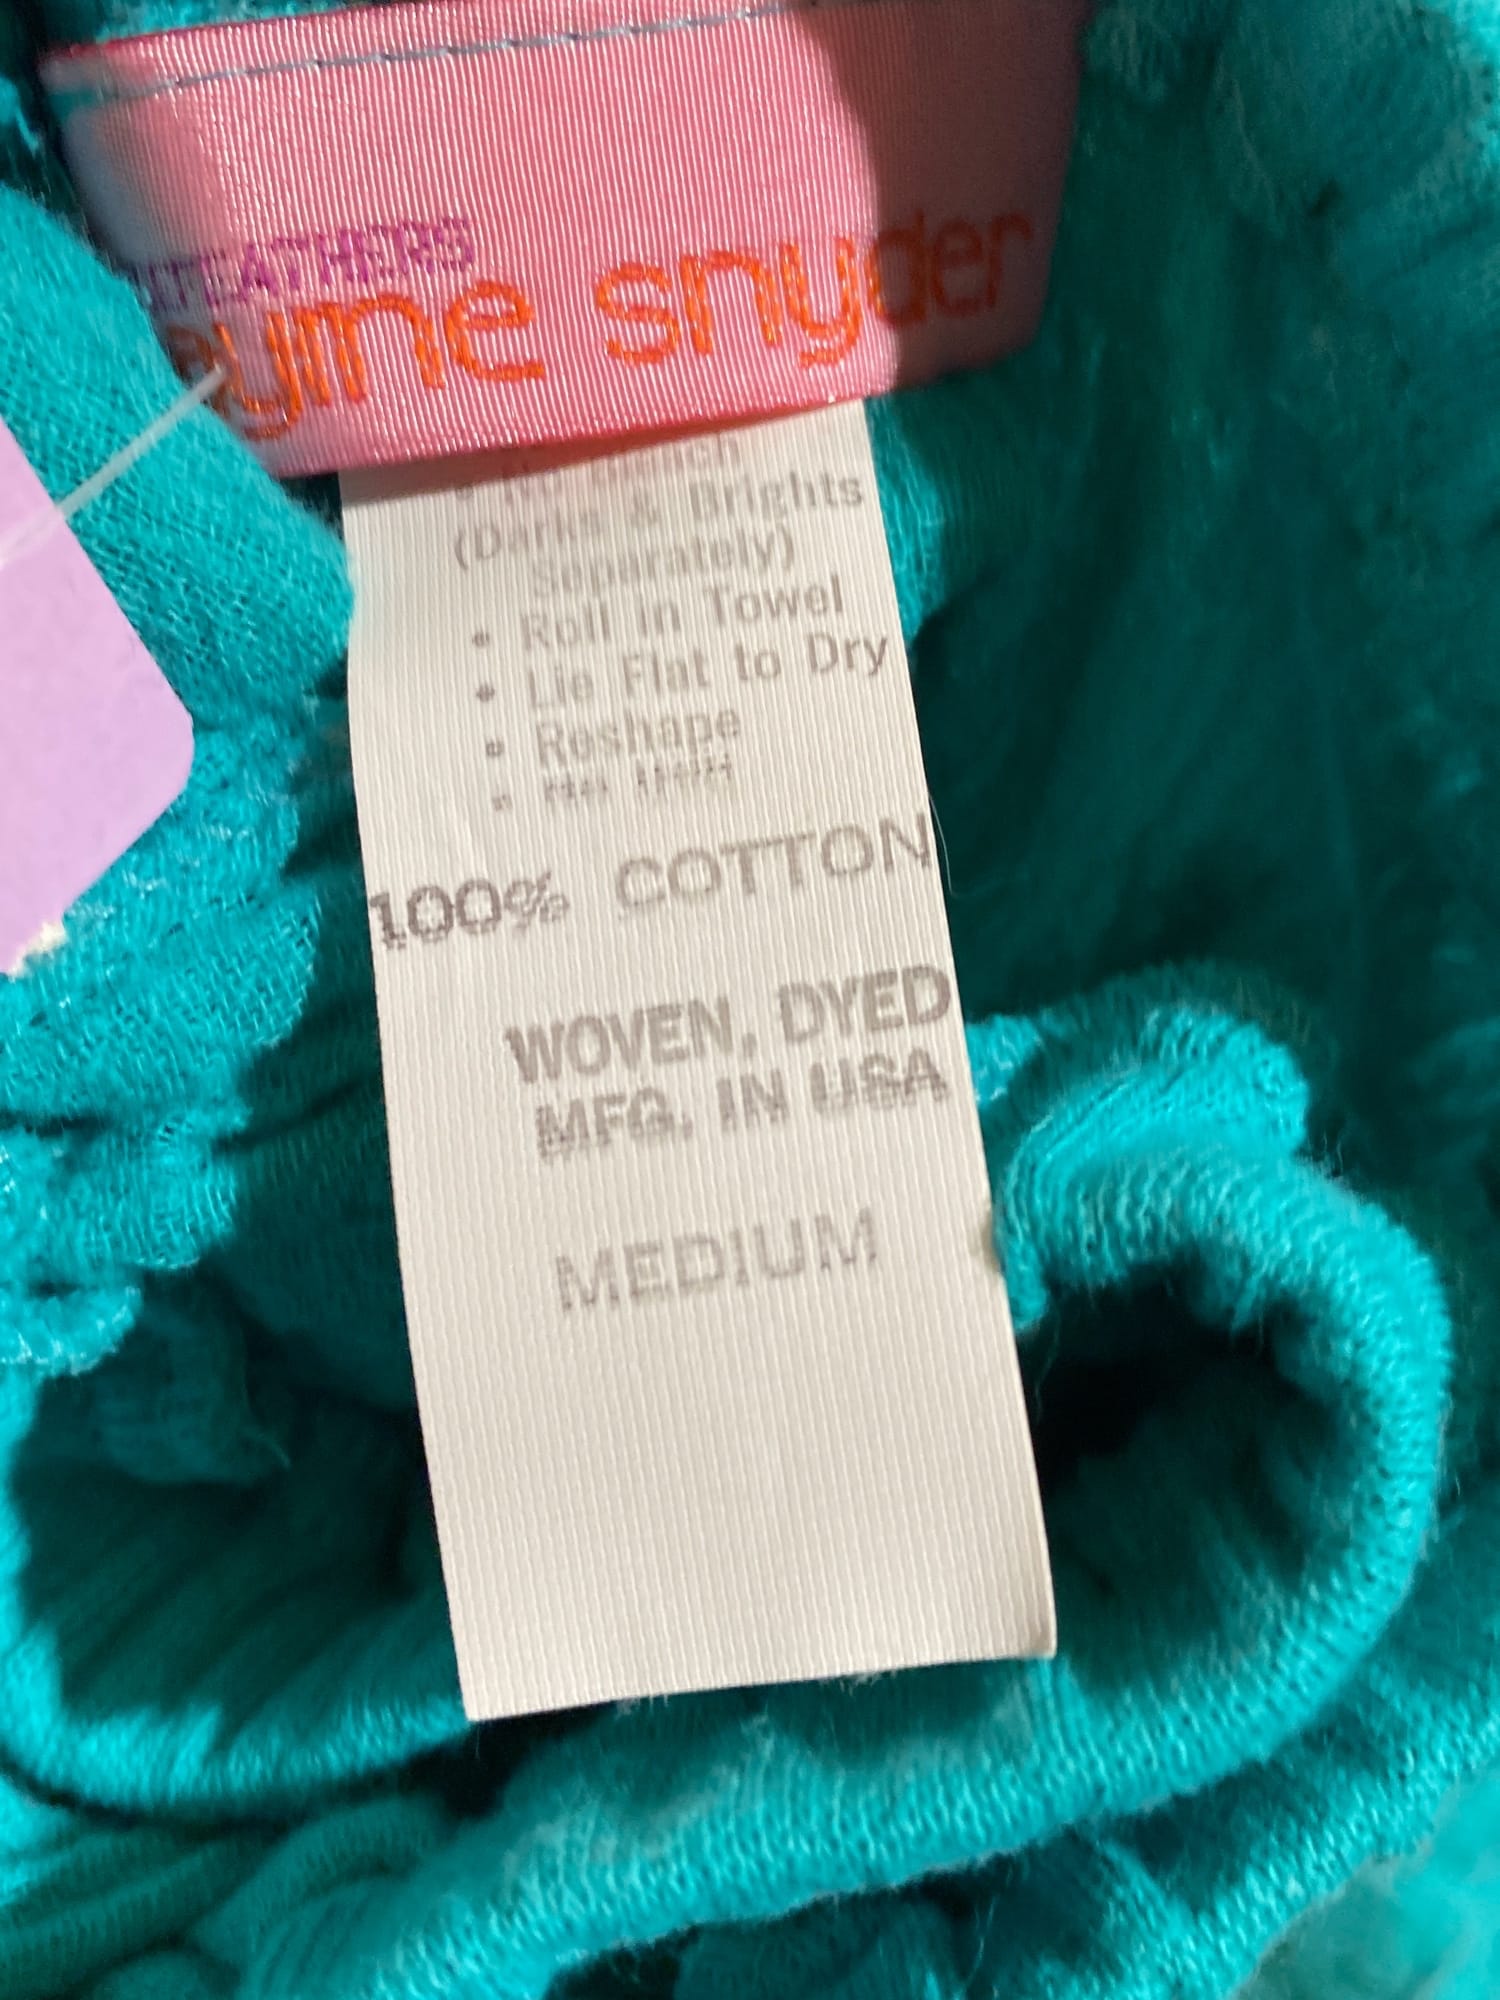 FEATHERS
yme snyder
(Darks & Brights
Separately)
• Roll in Towel
• Lie Flat to Dry
• Reshape
100% COTTON
WOVEN, DYED
MFG. IN USA
MEDIUM